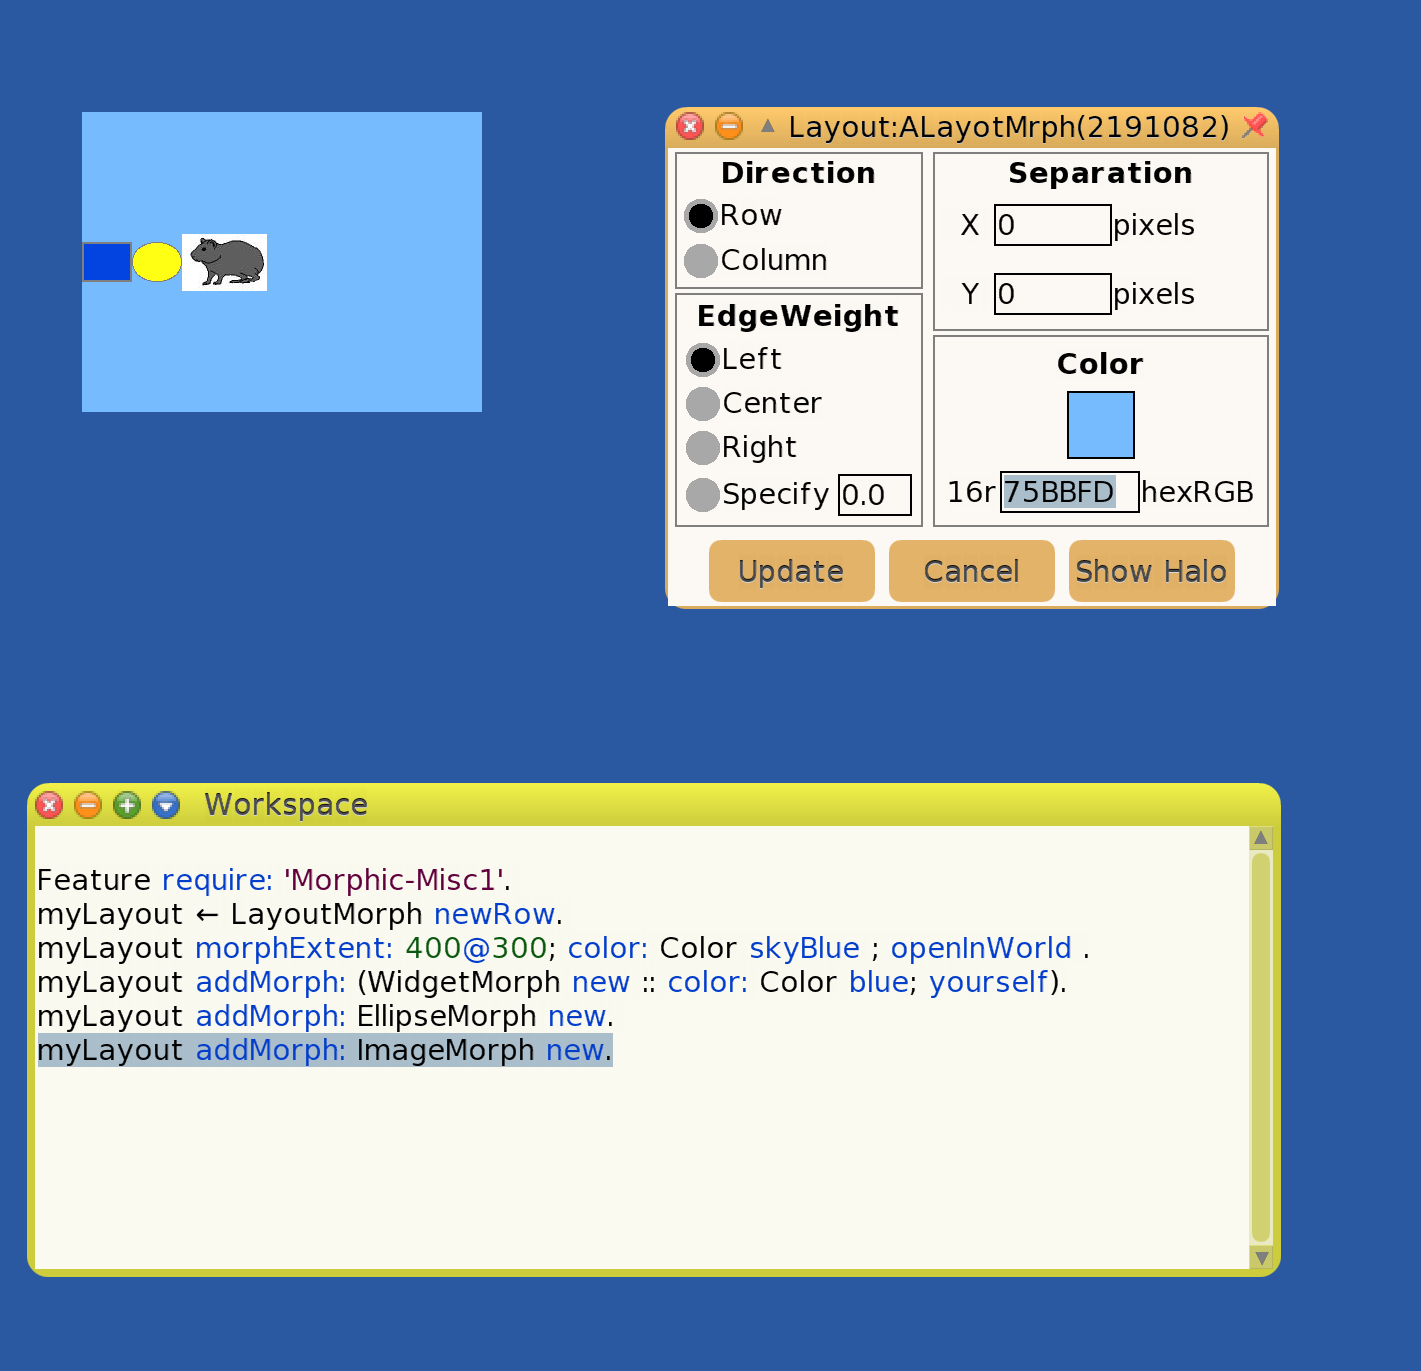 Layout:ALayotMrph(2191082)
Direction
Row
Column
EdgeWeight
Left
Center
Right
Specify 0.0
Separation
X 0 pixels
Y 0 pixels
Color
16r 75BBFD hexRGB
Update Cancel Show Halo
Workspace
Feature require: 'Morphic-Misc1'.
myLayout ← LayoutMorph newRow.
myLayout morphExtent: 400@300; color: Color skyBlue ; openInWorld .
myLayout addMorph: (WidgetMorph new :: color: Color blue; yourself).
myLayout addMorph: EllipseMorph new.
myLayout addMorph: ImageMorph new.